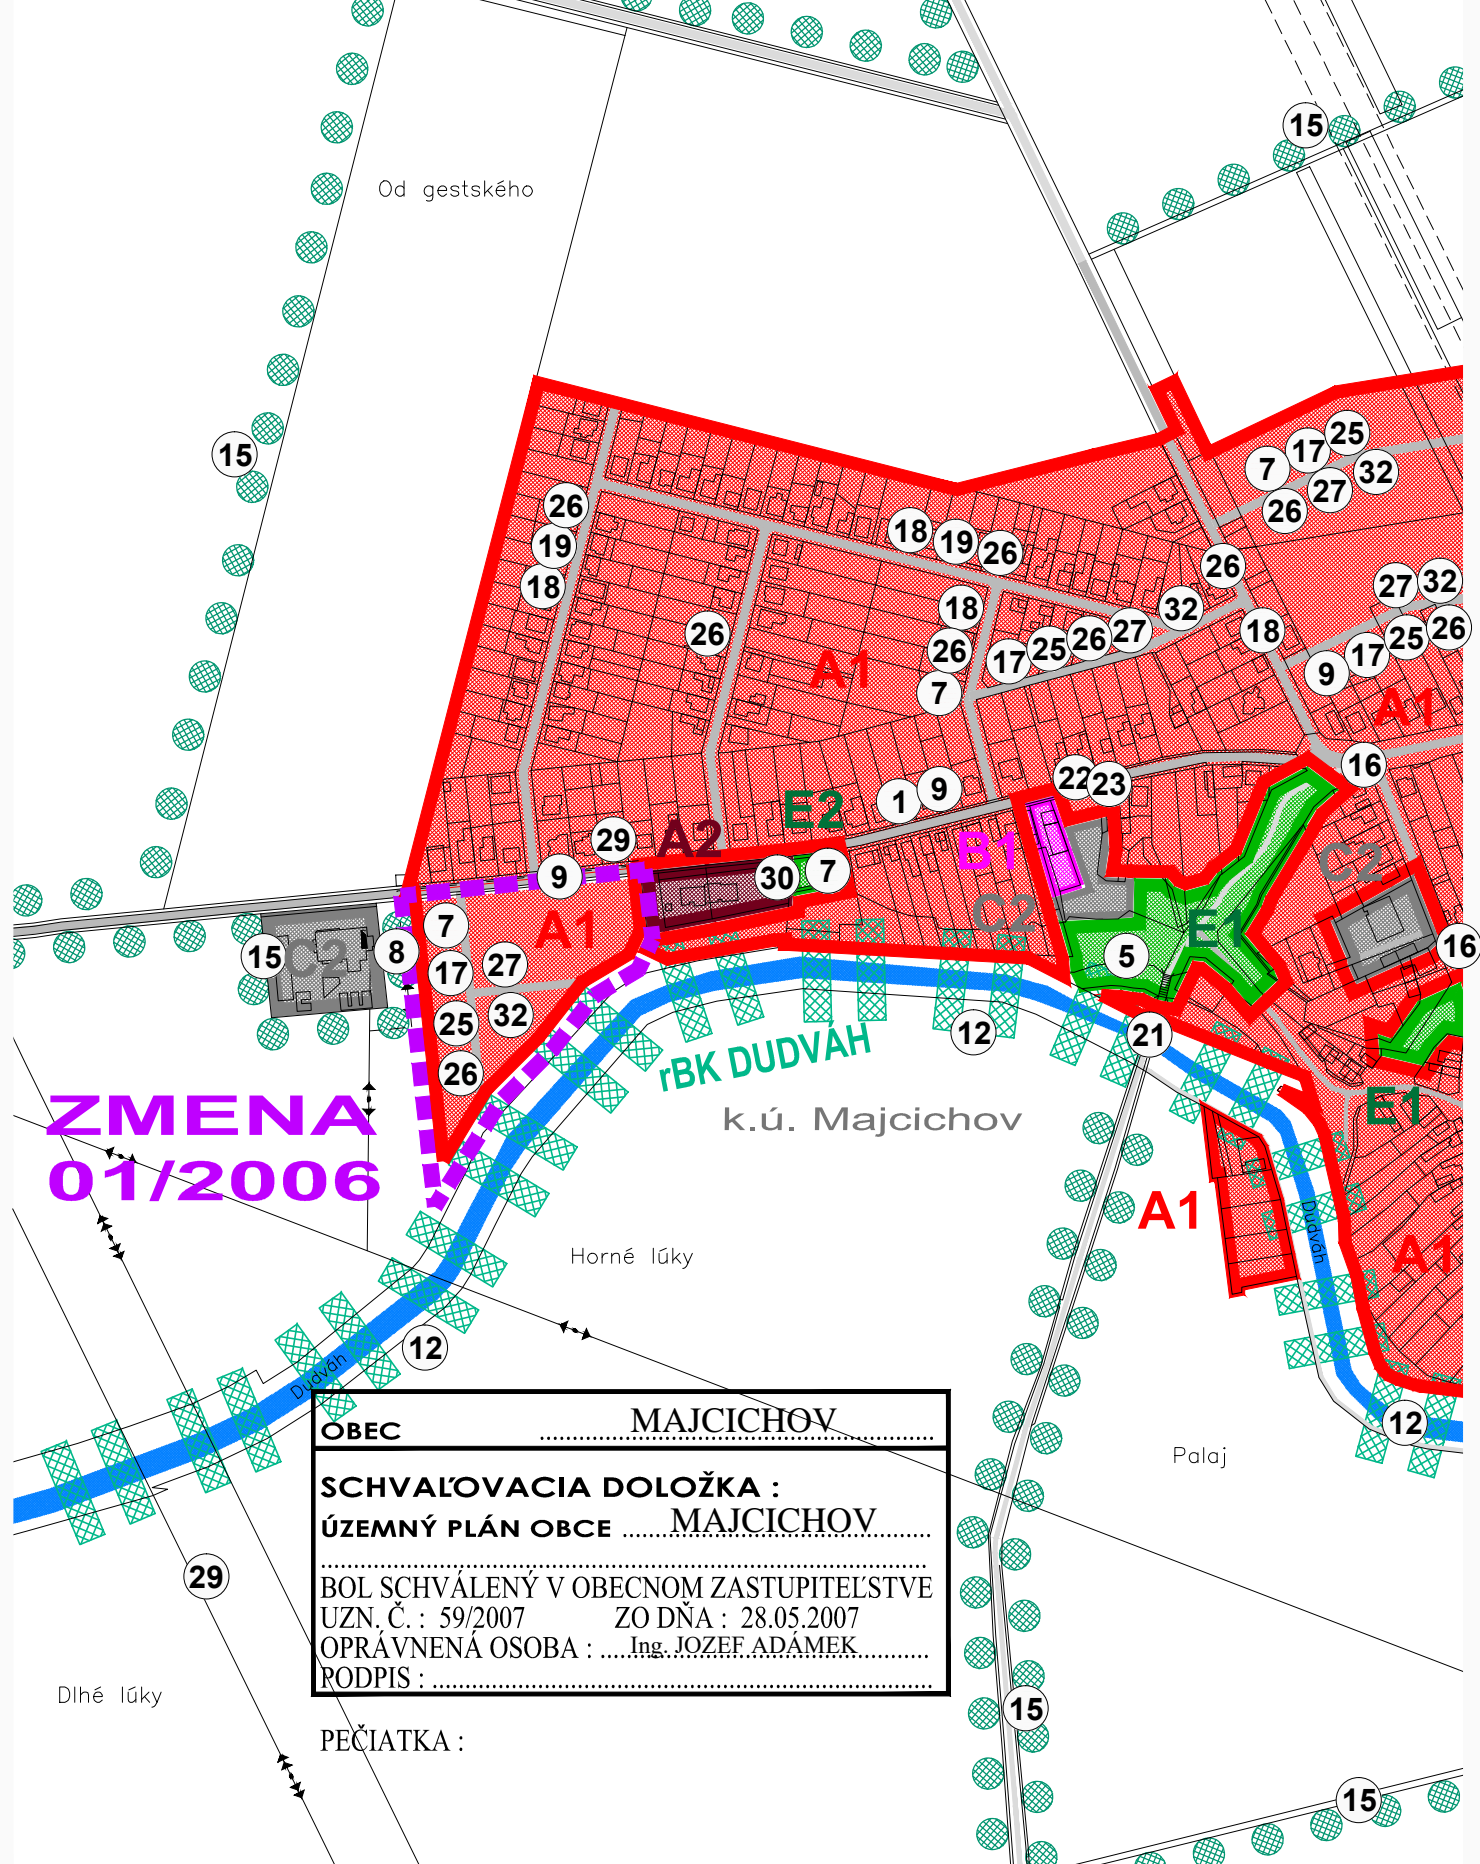 15
Od gestského
15
25
17
7
32
27
26
26
18
19
26
19
18
26
27
32
18
32
26
27
26
25
17
18
26
7
26
25
17
9
A1
A1
16
22
23
9
1
E2
29
A2
B1
C2
30
7
9
7
A1
C2
E1
16
8
15
C2
17
27
5
25
32
12
21
26
rBK DUDVÁH
k.ú. Majcichov
E1
ZMENA
01/2006
A1
Dudváh
A1
Horné lúky
12
Dudváh
12
Palaj
OBEC MAJCICHOV
SCHVAĽOVACIA DOLOŽKA :
ÚZEMNÝ PLÁN OBCE MAJCICHOV
BOL SCHVÁLENÝ V OBECNOM ZASTUPITEĽSTVE
UZN. Č. : 59/2007 ZO DŇA : 28.05.2007
OPRÁVNENÁ OSOBA : Ing. JOZEF ADÁMEK
PODPIS :
PEČIATKA :
29
Dlhé lúky
15
15